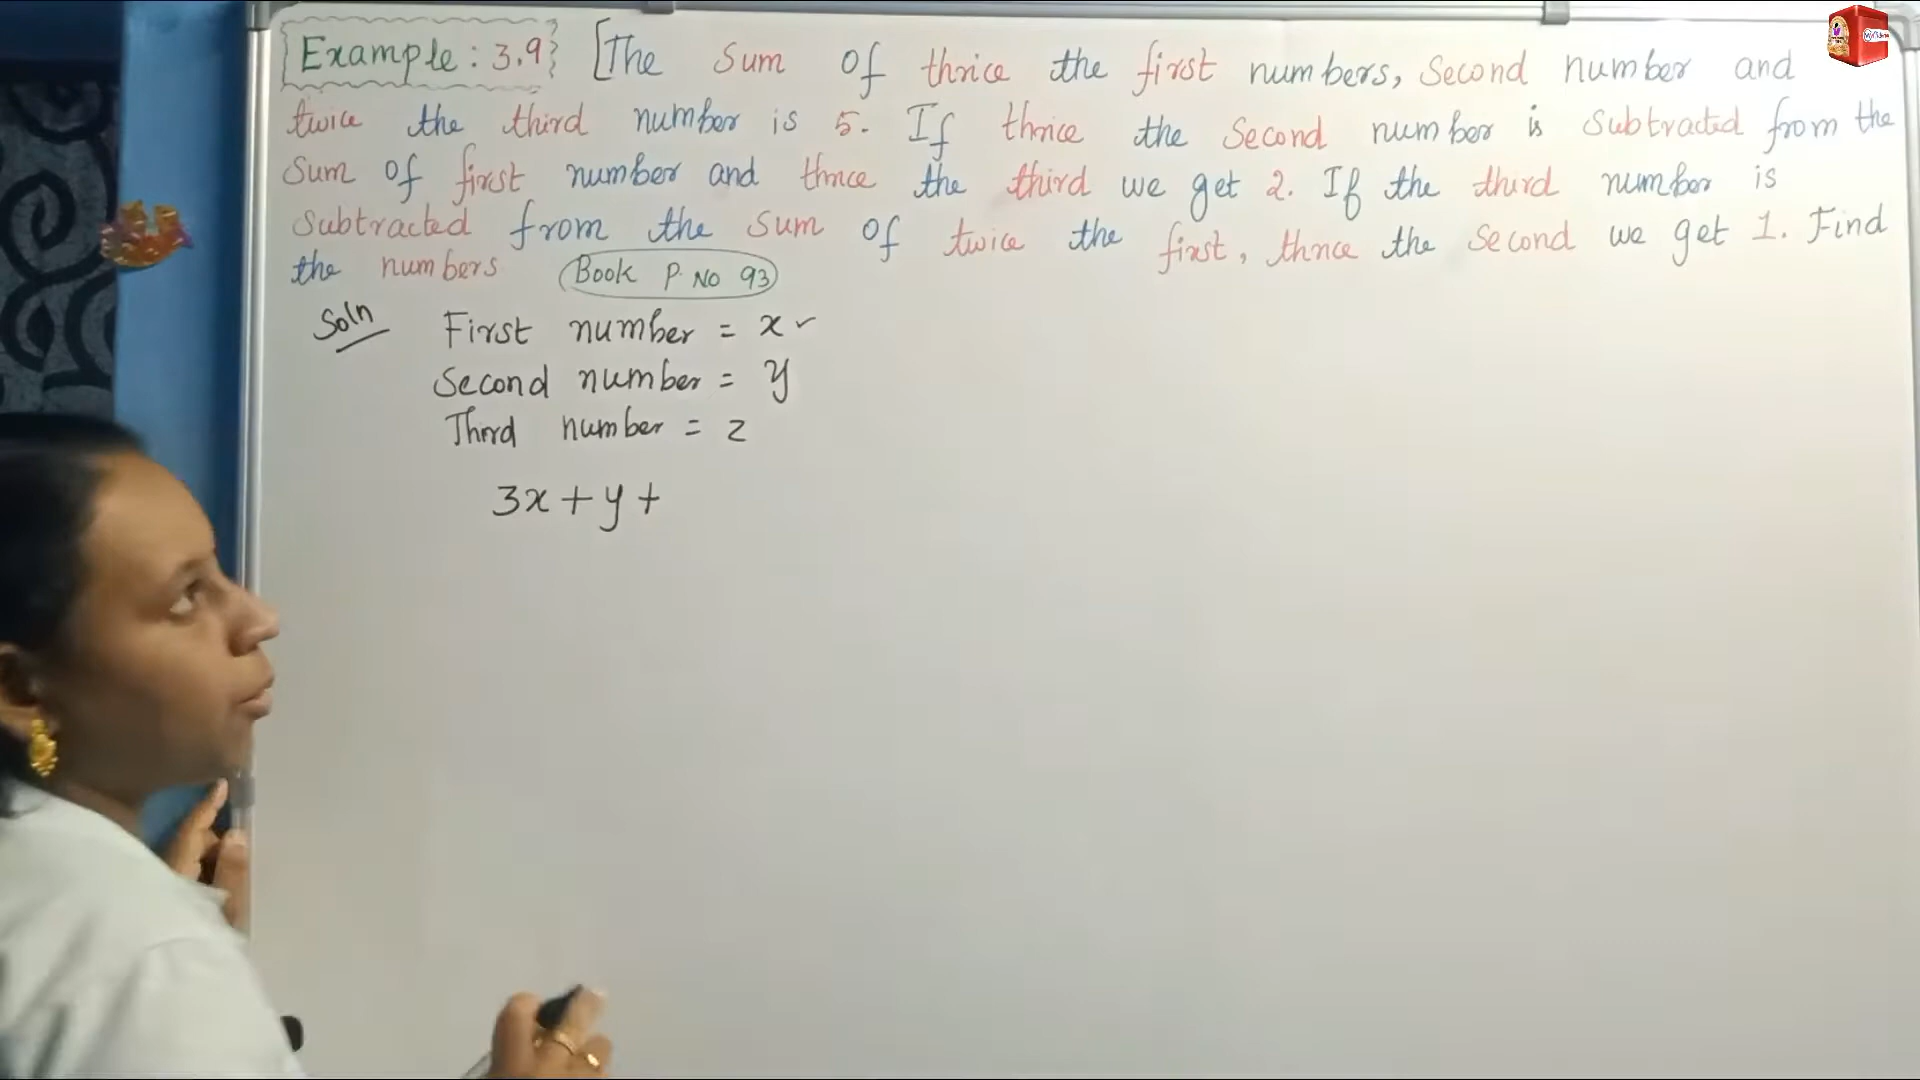 Example: 3.9 [The Sum of thrice the first numbers, Second number and
twice the third number is 5. If thrice the Second number is Subtracted from the
Sum of first number and thrice the third we get 2. If the third number is
Subtracted from the Sum of twice the first, thrice the Second we get 1. Find
the numbers Book P. No 93
Soln First number = x ✓
Second number = y
Third number = z
3x + y +